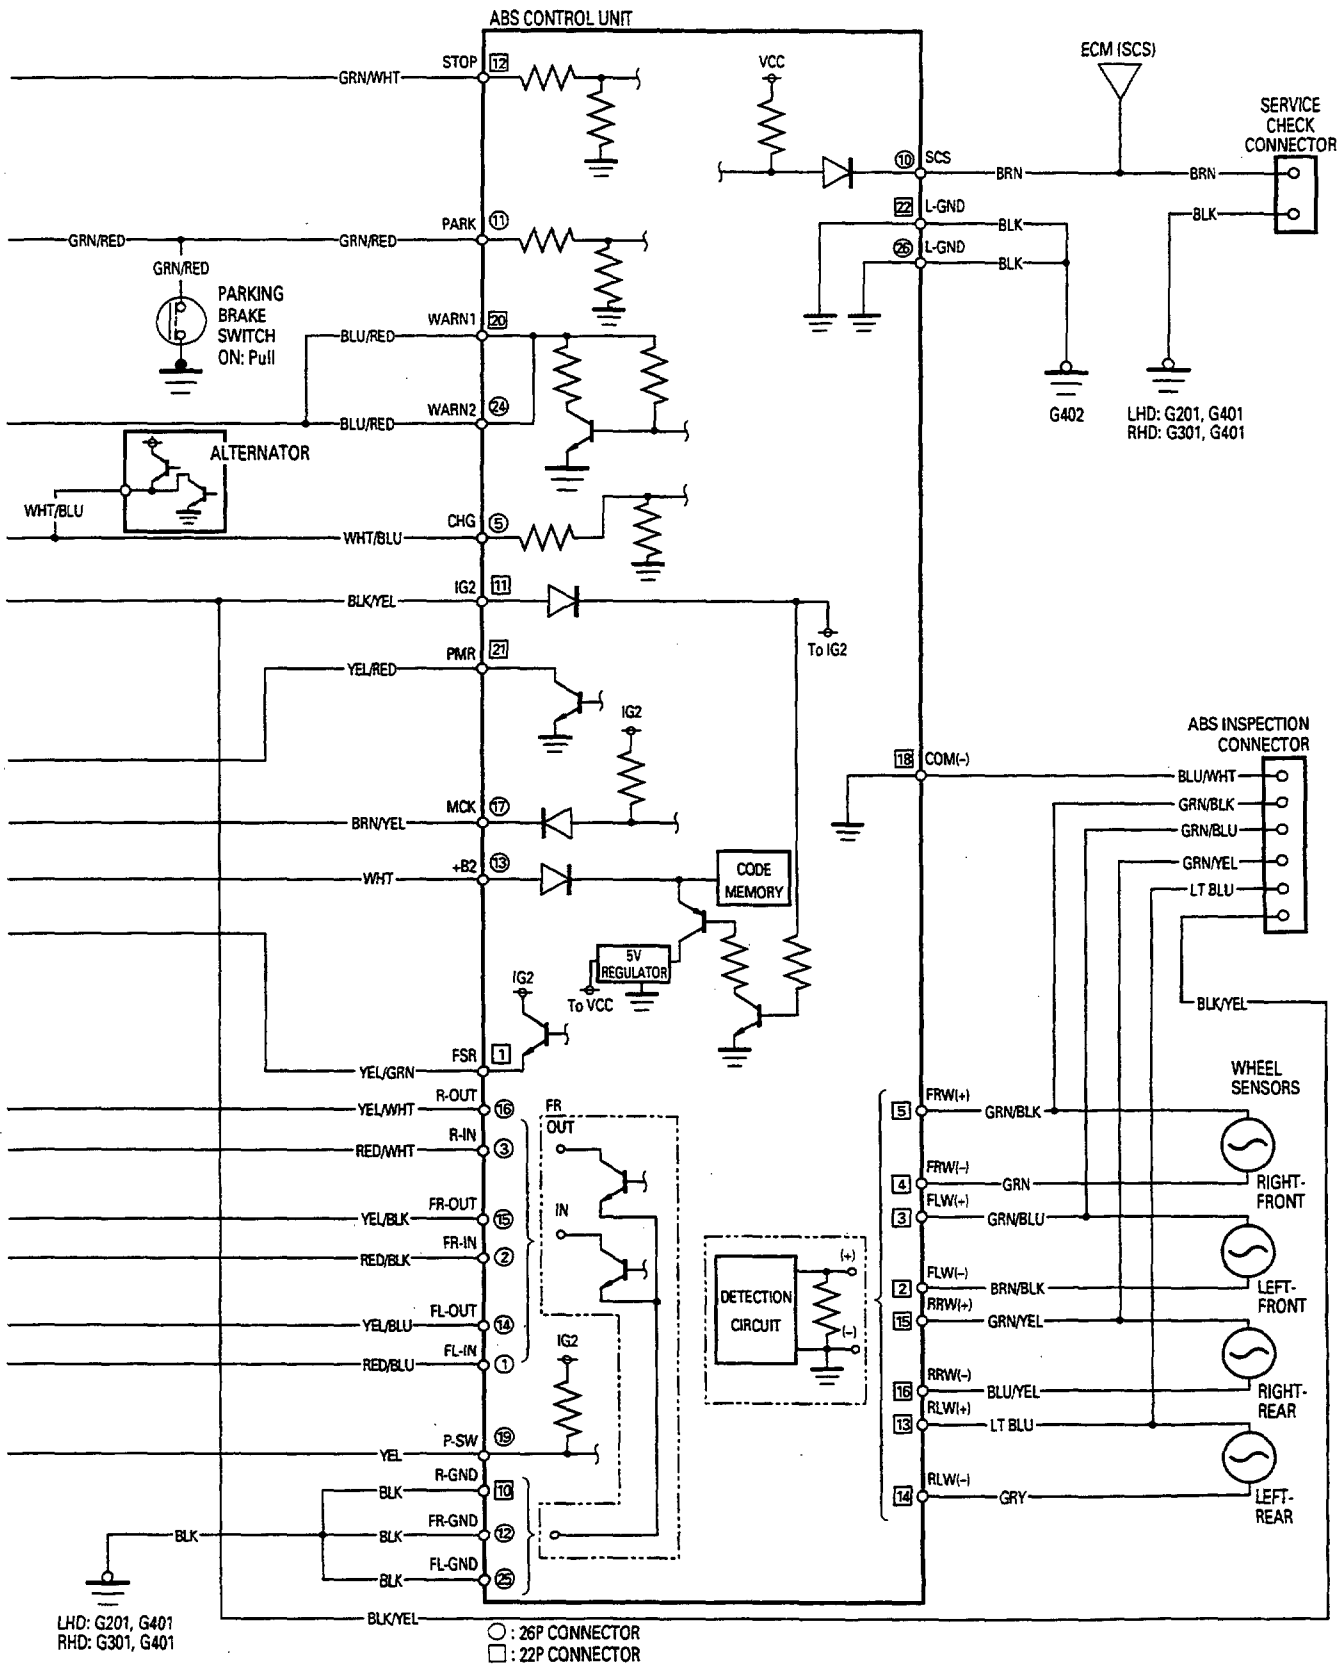 ABS CONTROL UNIT
STOP 12
GRN/WHT
VCC
ECM (SCS)
SERVICE
CHECK
CONNECTOR
10 SCS
BRN
BRN
22 L-GND
BLK
BLK
26 L-GND
BLK
G402
LHD: G201, G401
RHD: G301, G401
PARK 11
GRN/RED
GRN/RED
GRN/RED
PARKING
BRAKE
SWITCH
ON: Pull
WARN1 20
BLU/RED
WARN2 24
BLU/RED
ALTERNATOR
WHT/BLU
CHG 5
WHT/BLU
IG2 11
BLK/YEL
To IG2
PMR 21
YEL/RED
IG2
MCK 17
BRN/YEL
+B2 13
WHT
CODE
MEMORY
5V
REGULATOR
To VCC
IG2
FSR 1
YEL/GRN
18 COM(-)
ABS INSPECTION
CONNECTOR
BLU/WHT
GRN/BLK
GRN/BLU
GRN/YEL
LT BLU
BLK/YEL
WHEEL
SENSORS
R-OUT 16
YEL/WHT
R-IN 3
RED/WHT
FR-OUT 15
YEL/BLK
FR-IN 2
RED/BLK
FL-OUT 14
YEL/BLU
FL-IN 1
RED/BLU
FR
OUT
IN
IG2
P-SW 19
YEL
R-GND 10
BLK
FR-GND 12
BLK
BLK
FL-GND 25
BLK
DETECTION
CIRCUIT
(+)
(-)
5 FRW(+)
GRN/BLK
4 FRW(-)
GRN
RIGHT-
FRONT
3 FLW(+)
GRN/BLU
2 FLW(-)
BRN/BLK
LEFT-
FRONT
15 RRW(+)
GRN/YEL
16 RRW(-)
BLU/YEL
RIGHT-
REAR
13 RLW(+)
LT BLU
14 RLW(-)
GRY
LEFT-
REAR
LHD: G201, G401
RHD: G301, G401
BLK/YEL
: 26P CONNECTOR
: 22P CONNECTOR